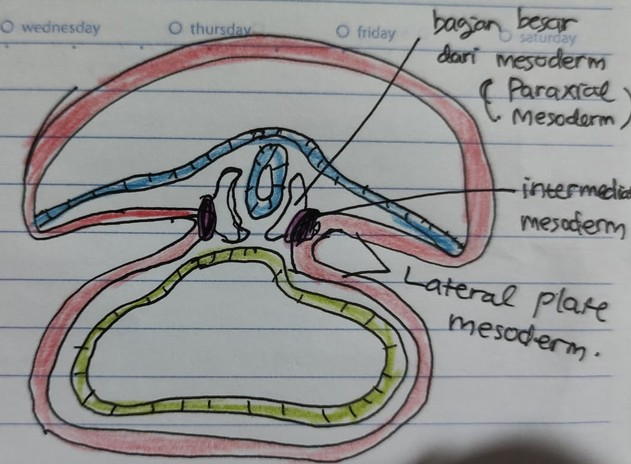 wednesday thursday friday saturday
bagian besar
dari mesoderm
(Paraxial
Mesoderm)
intermedia
mesoderm
Lateral plate
mesoderm.